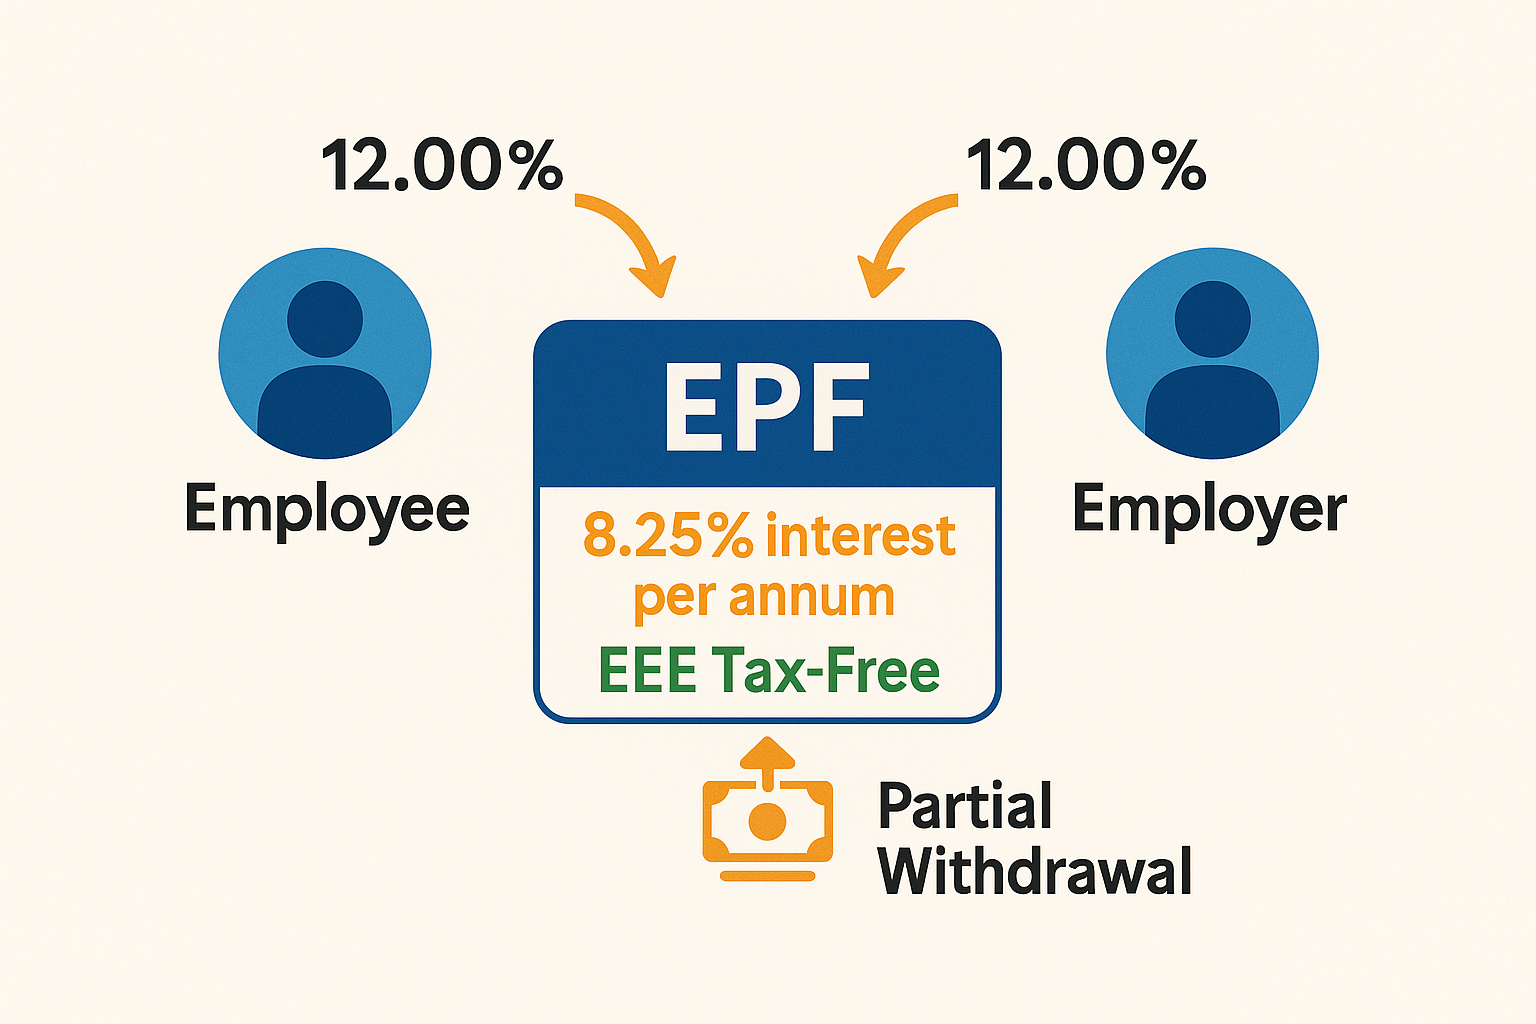 12.00%
12.00%
Employee
Employer
EPF
8.25% interest
per annum
EEE Tax-Free
Partial
Withdrawal